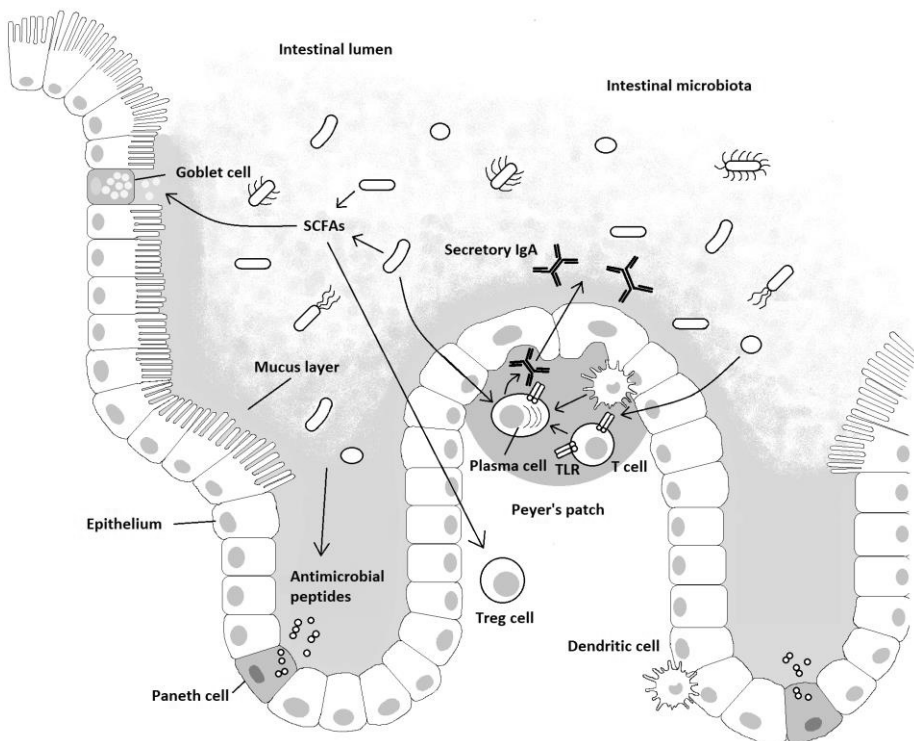 Intestinal lumen
Intestinal microbiota
Goblet cell
SCFAs
Secretory IgA
Mucus layer
Plasma cell
TLR
T cell
Peyer's patch
Epithelium
Antimicrobial
peptides
Treg cell
Dendritic cell
Paneth cell